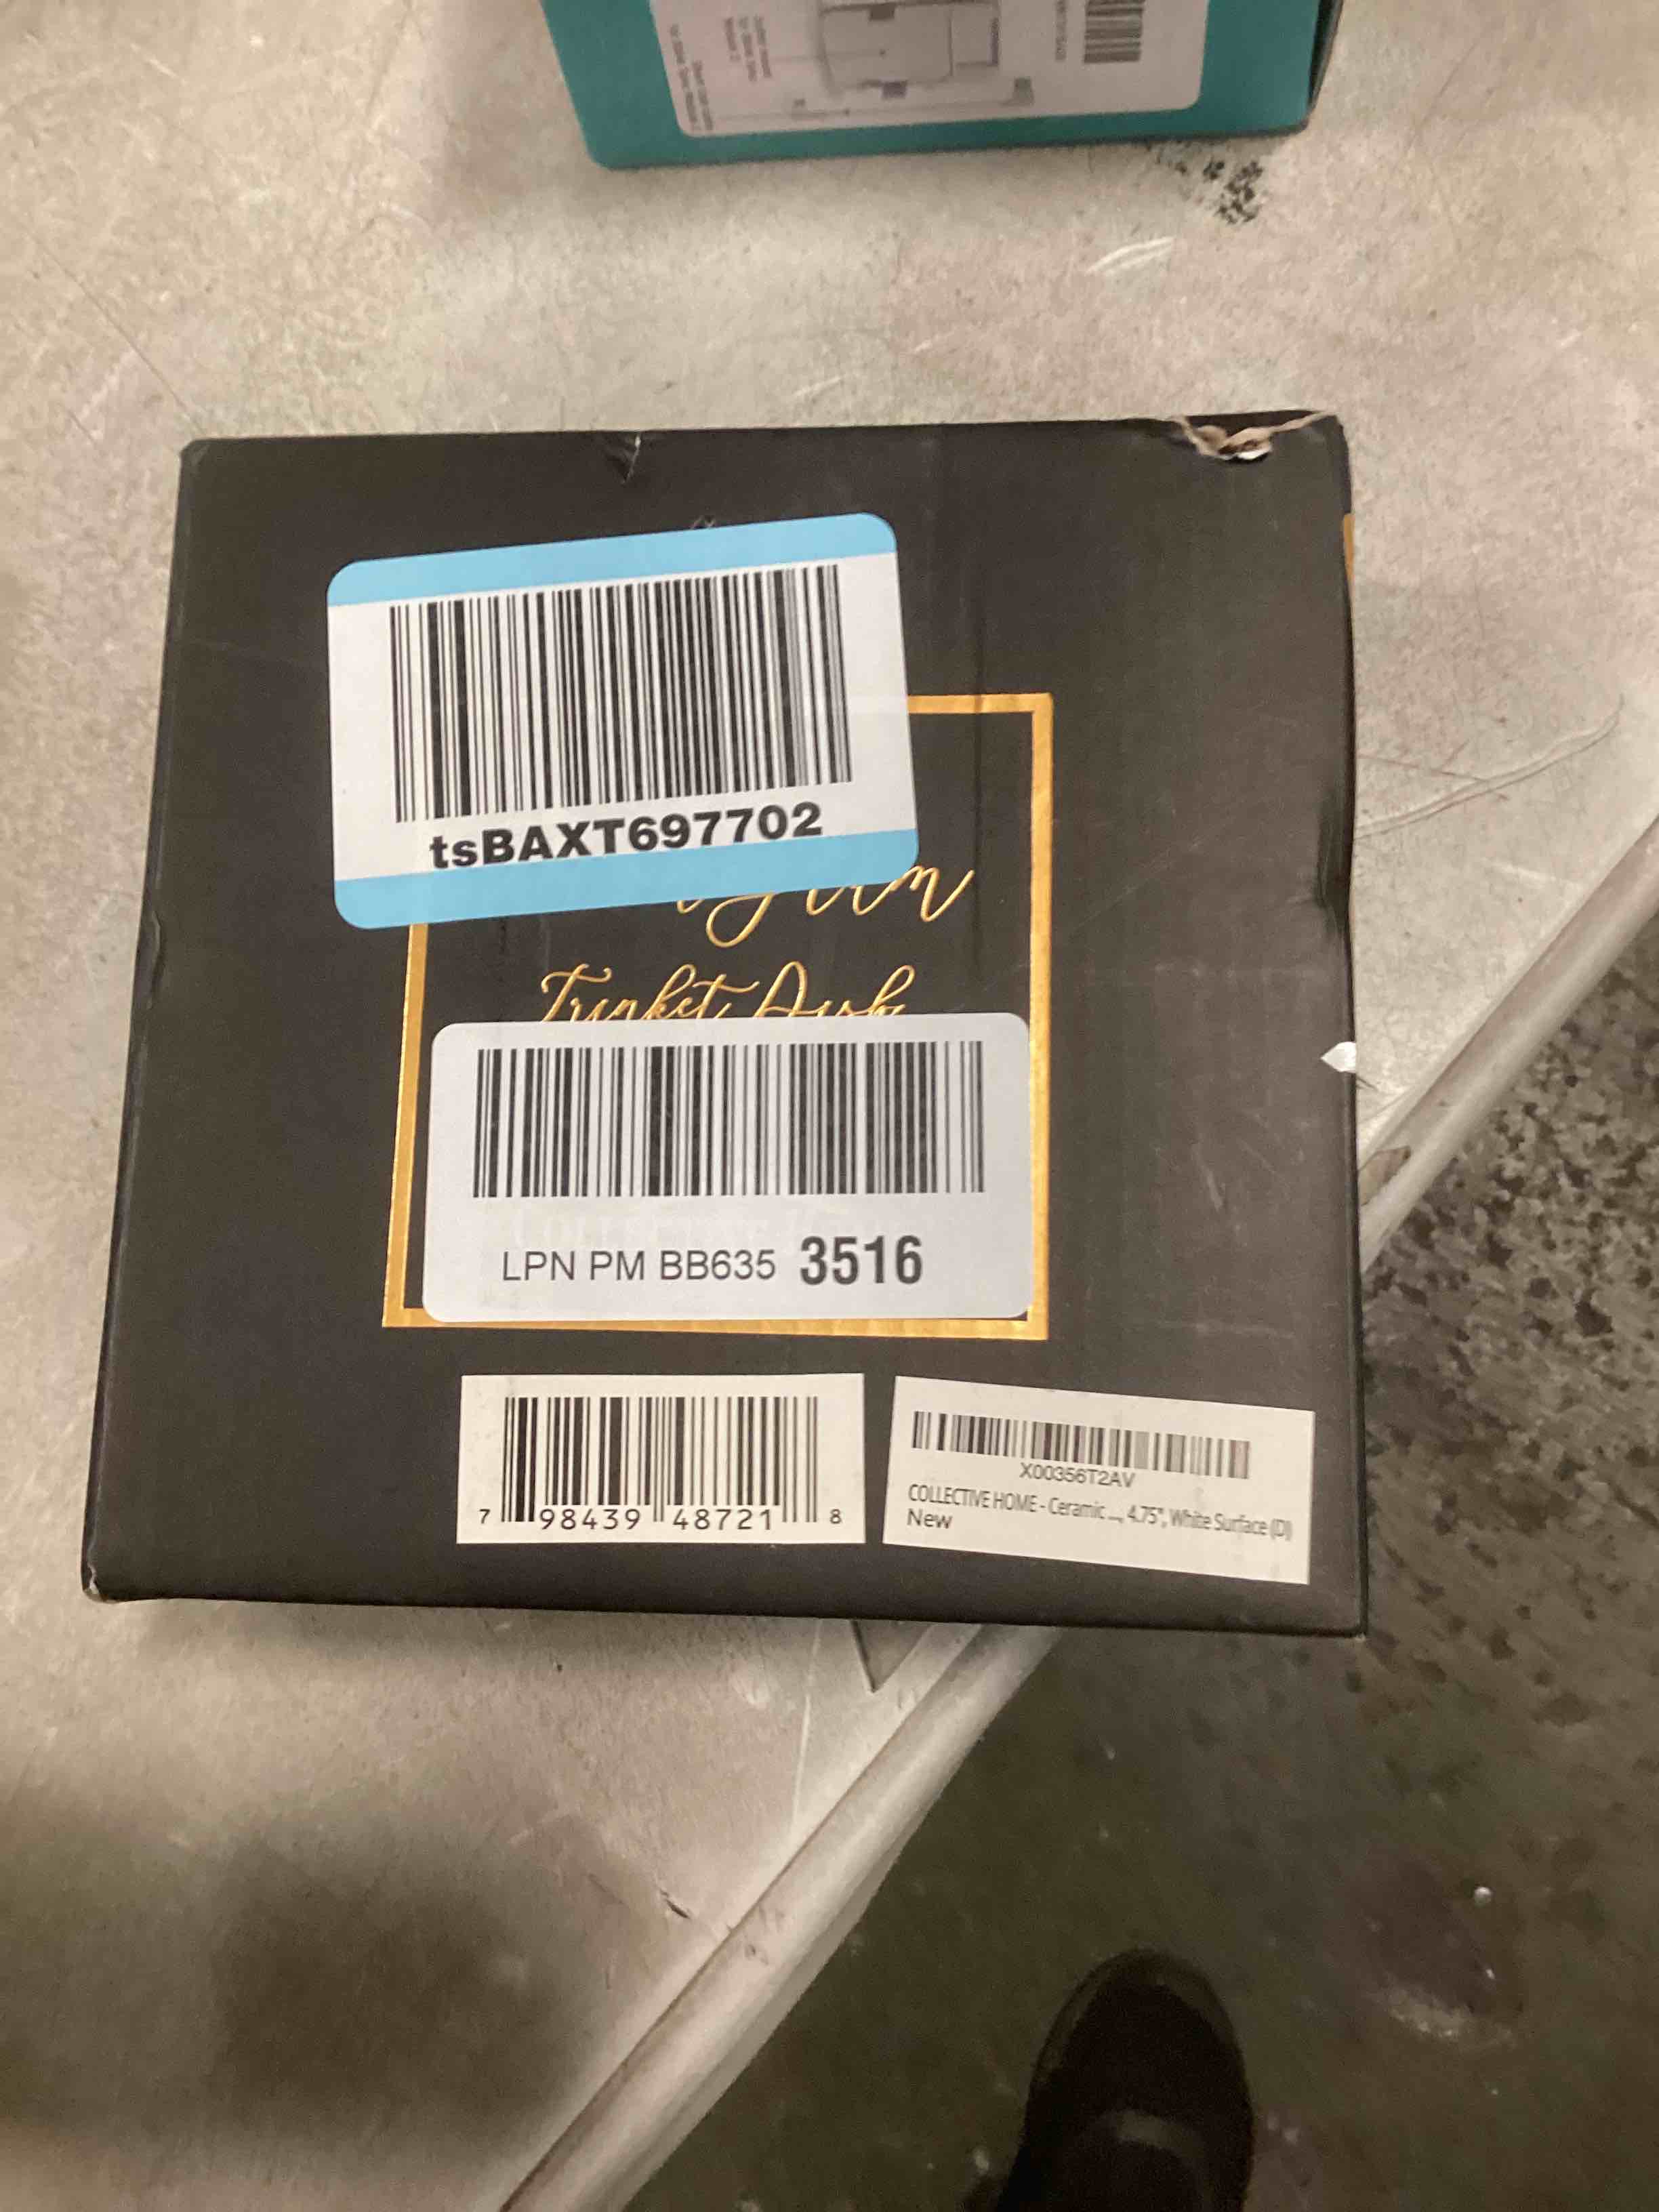 tsBAXT697702
Trinket Dish
LPN PM BB635 3516
7 98439 48721 8
X00356T2AV
COLLECTIVE HOME - Ceramic ..., 4.75", White Surface (D)
New